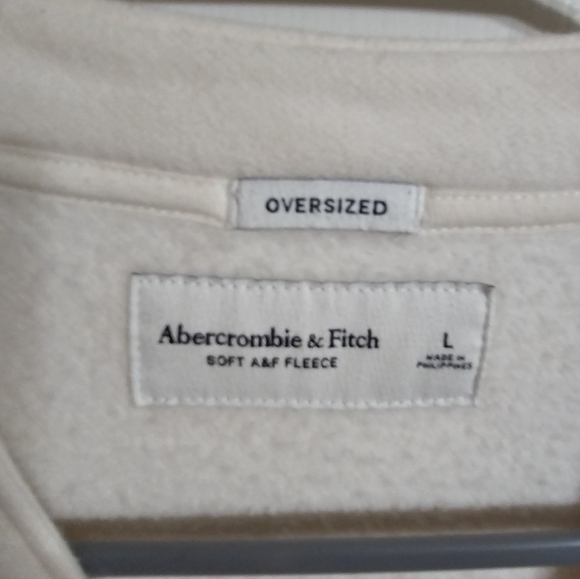 OVERSIZED
Abercrombie & Fitch
SOFT A&F FLEECE
L
MADE IN
PHILIPPINES